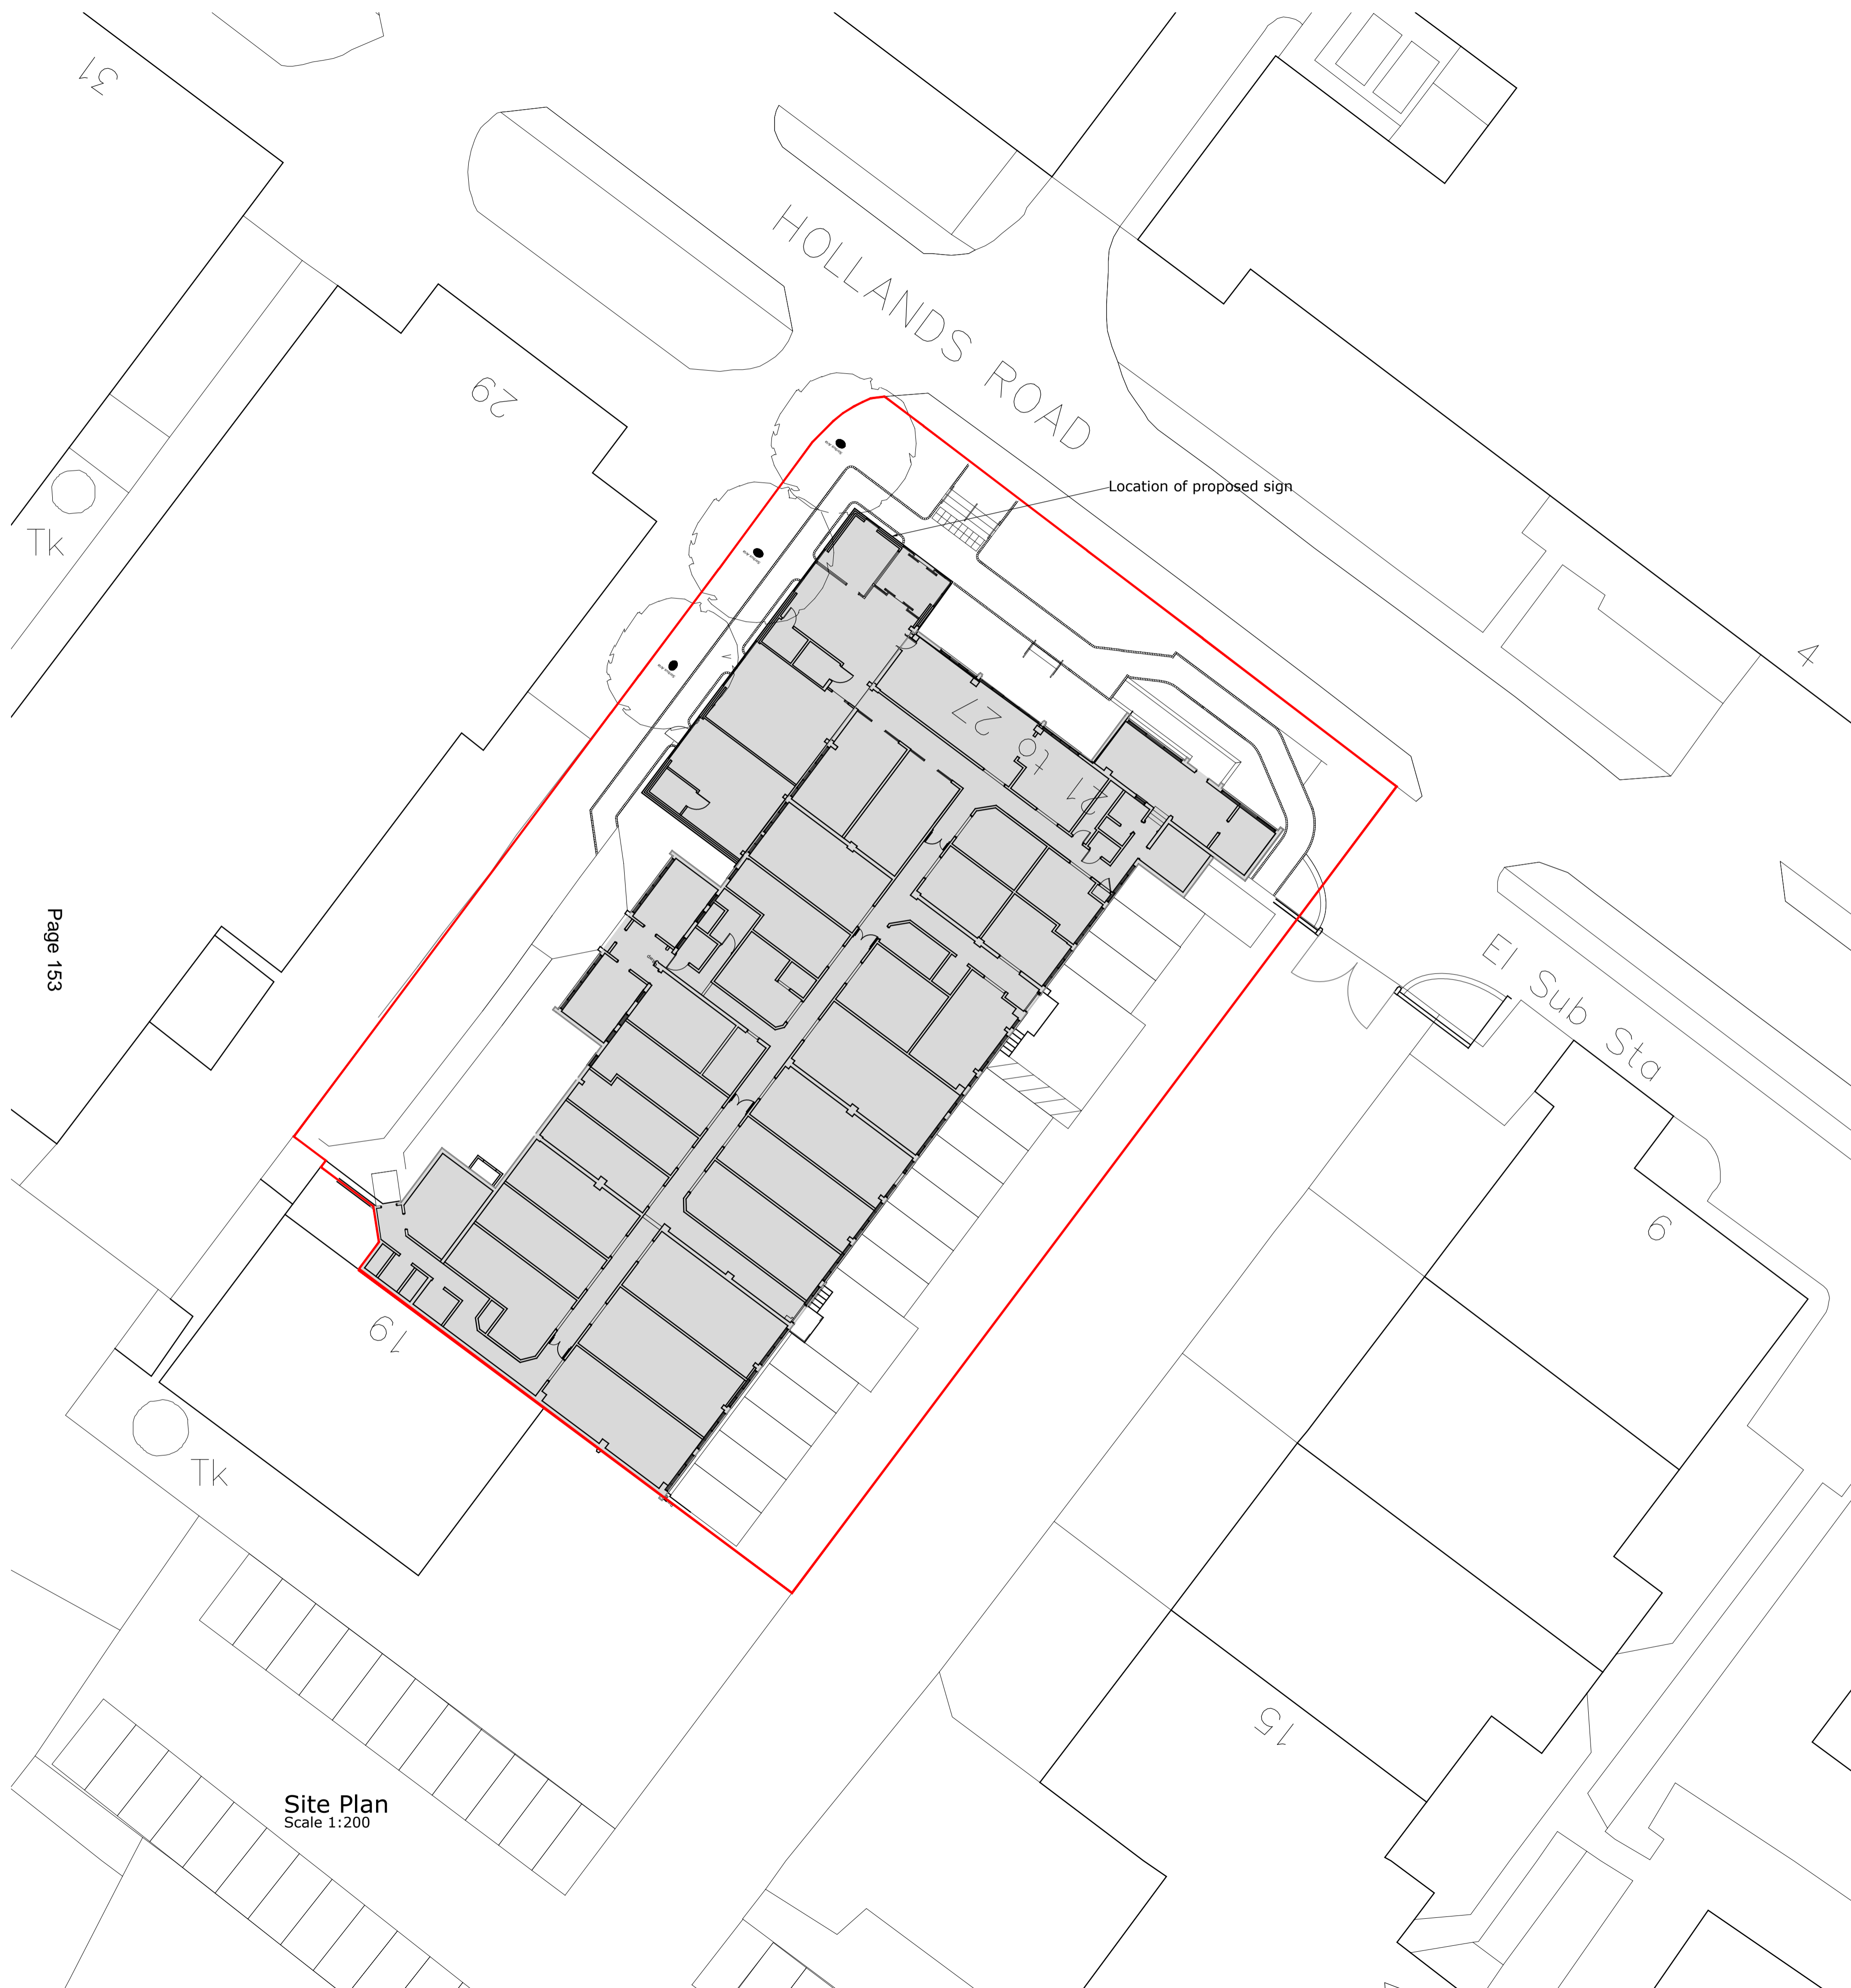 31
HOLLANDS ROAD
29
Location of proposed sign
Tk
4
21 to 27
Page 153
El Sub Sta
9
19
Tk
15
Site Plan
Scale 1:200